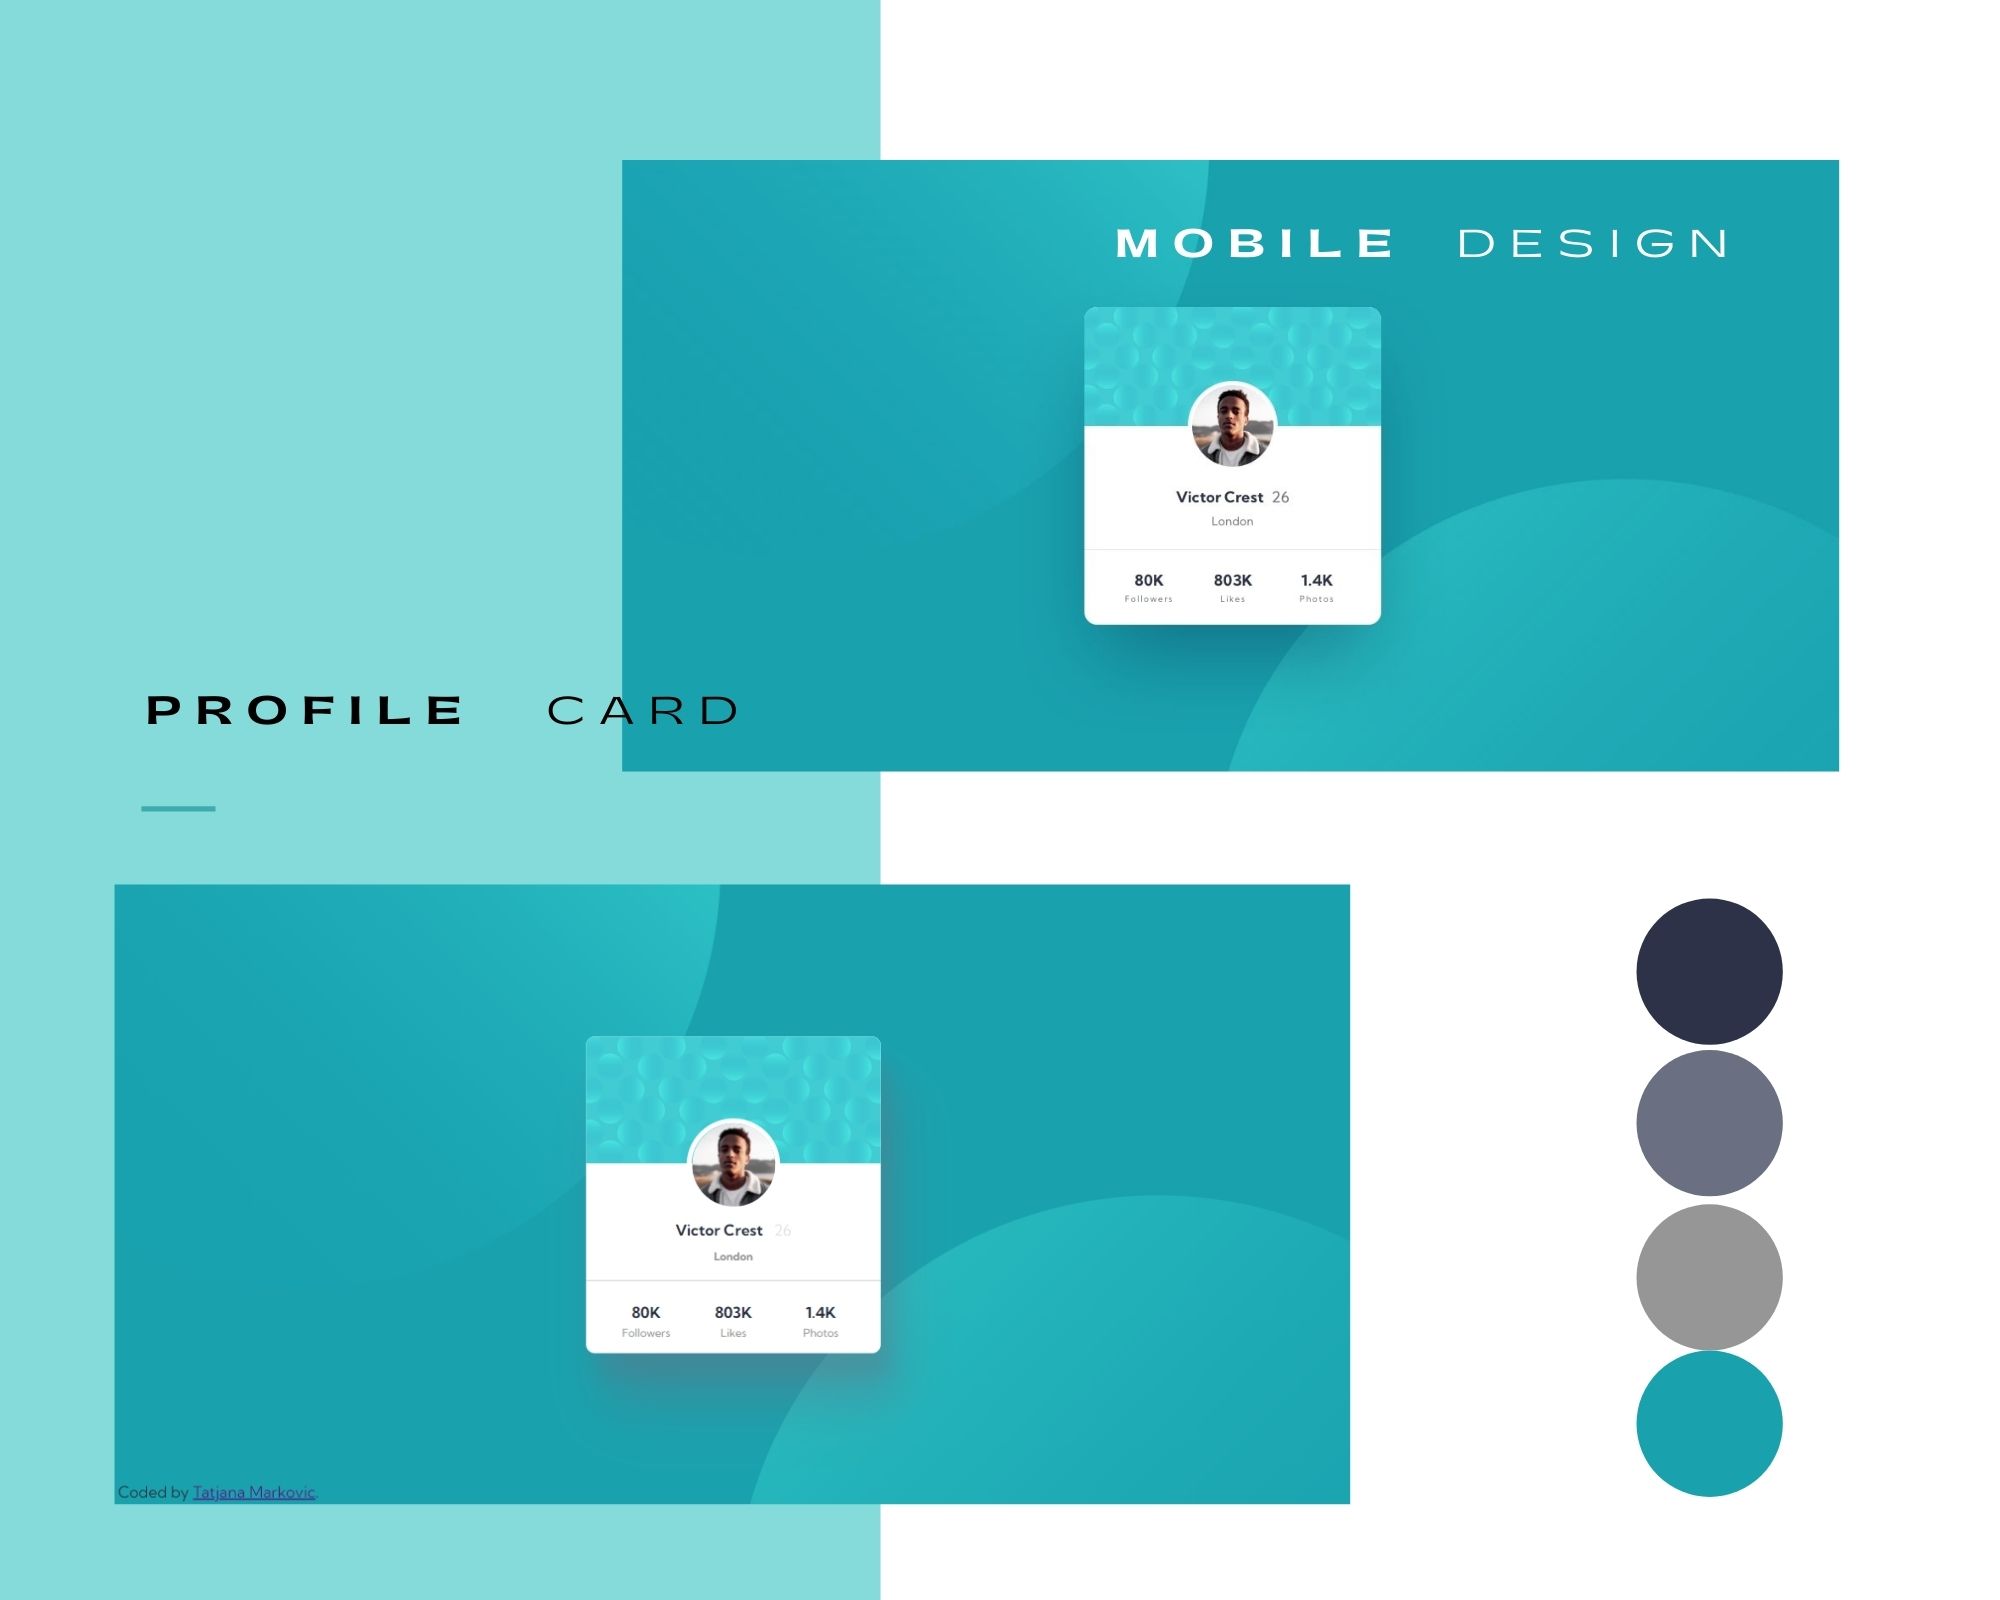 MOBILE DESIGN
Victor Crest 26
London
80K 803K 1.4K
Followers Likes Photos
PROFILE CARD
Victor Crest 26
London
80K 803K 1.4K
Followers Likes Photos
Coded by Tatjana Markovic.